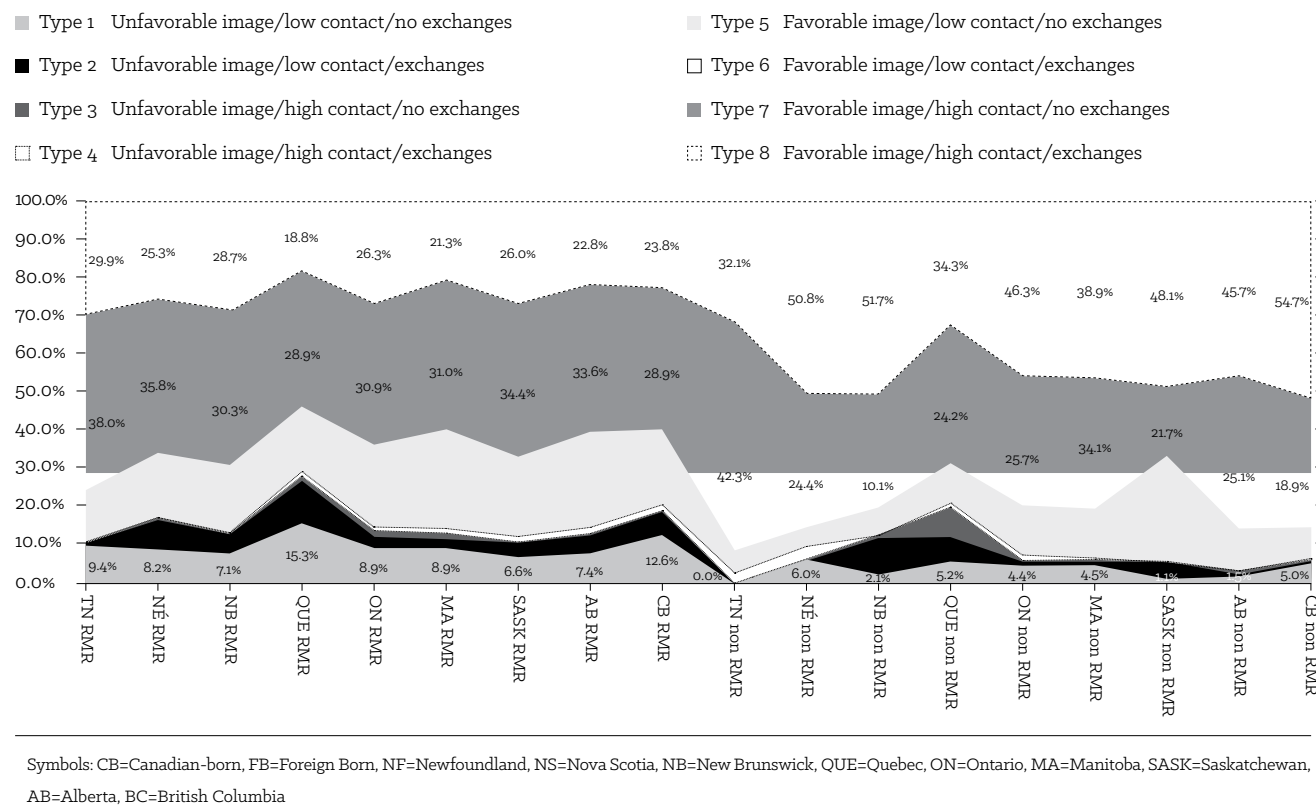 Type 1 Unfavorable image/low contact/no exchanges
Type 2 Unfavorable image/low contact/exchanges
Type 3 Unfavorable image/high contact/no exchanges
Type 4 Unfavorable image/high contact/exchanges
Type 5 Favorable image/low contact/no exchanges
Type 6 Favorable image/low contact/exchanges
Type 7 Favorable image/high contact/no exchanges
Type 8 Favorable image/high contact/exchanges
100.0%
90.0%
80.0%
70.0%
60.0%
50.0%
40.0%
30.0%
20.0%
10.0%
0.0%
29.9% 25.3% 28.7% 18.8% 26.3% 21.3% 26.0% 22.8% 23.8% 32.1% 50.8% 51.7% 34.3% 46.3% 38.9% 48.1% 45.7% 54.7%
38.0% 35.8% 30.3% 28.9% 30.9% 31.0% 34.4% 33.6% 28.9% 42.3% 24.4% 10.1% 24.2% 25.7% 34.1% 21.7% 25.1% 18.9%
9.4% 8.2% 7.1% 15.3% 8.9% 8.9% 6.6% 7.4% 12.6% 0.0% 6.0% 2.1% 5.2% 4.4% 4.5% 1.1% 5.0%
TN RMR
NÉ RMR
NB RMR
QUE RMR
ON RMR
MA RMR
SASK RMR
AB RMR
CB RMR
TN non RMR
NÉ non RMR
NB non RMR
QUE non RMR
ON non RMR
MA non RMR
SASK non RMR
AB non RMR
CB non RMR
Symbols: CB=Canadian-born, FB=Foreign Born, NF=Newfoundland, NS=Nova Scotia, NB=New Brunswick, QUE=Quebec, ON=Ontario, MA=Manitoba, SASK=Saskatchewan,
AB=Alberta, BC=British Columbia